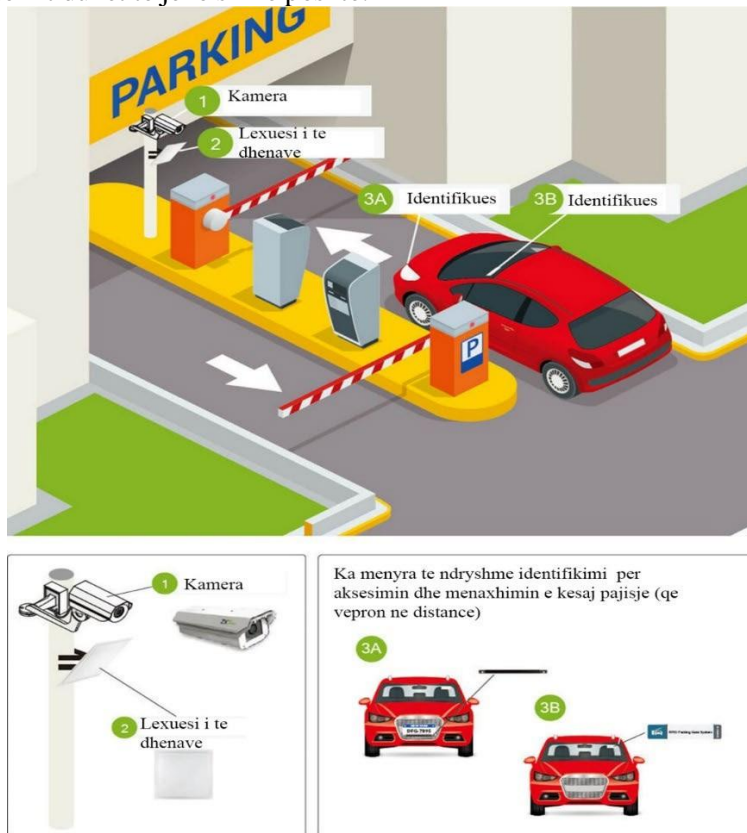 PARKING
1 Kamera
2 Lexuesi i te
dhenave
3A Identifikues
3B Identifikues
P
1 Kamera
2 Lexuesi i te
dhenave
Ka menyra te ndryshme identifikimi per
aksesimin dhe menaxhimin e kesaj pajisje (qe
vepron ne distance)
3A
3B